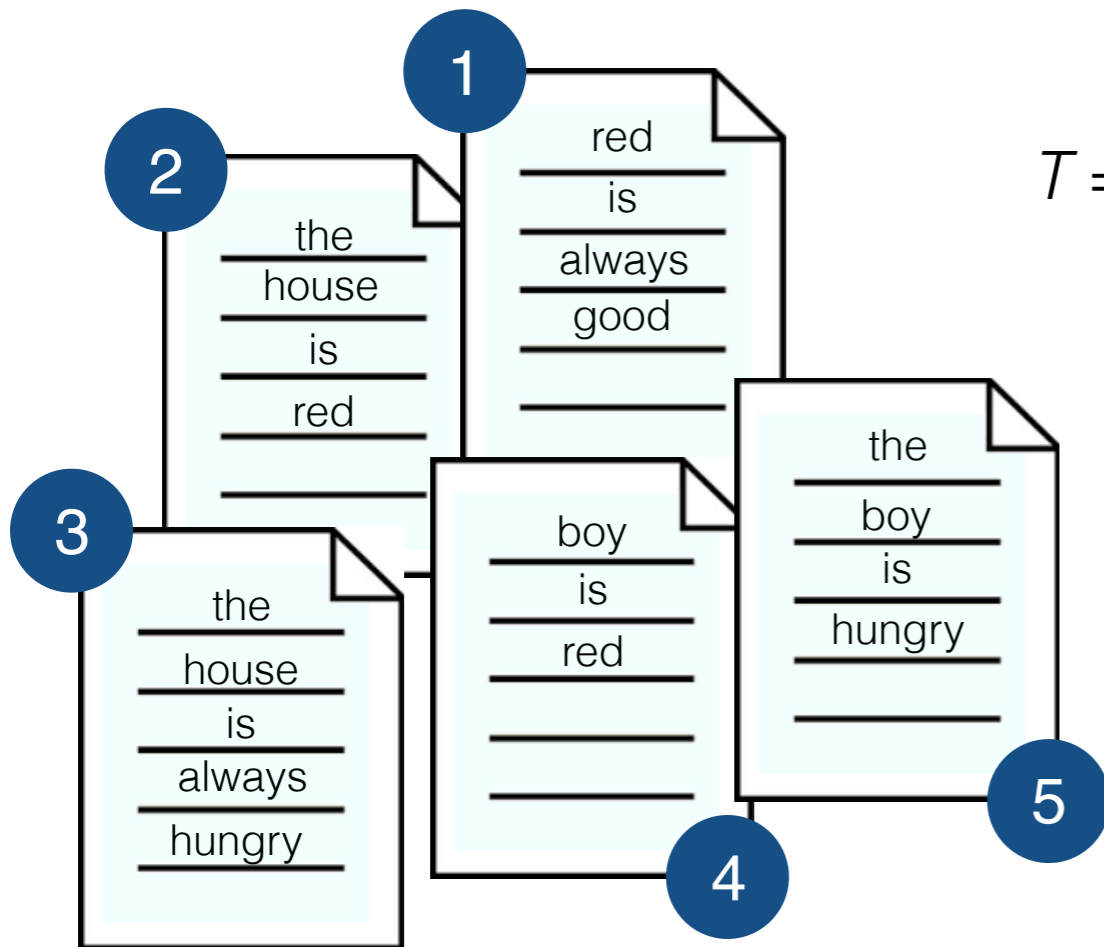 1
red
is
always
good
T =
2
the
house
is
red
3
the
house
is
always
hungry
4
boy
is
red
5
the
boy
is
hungry